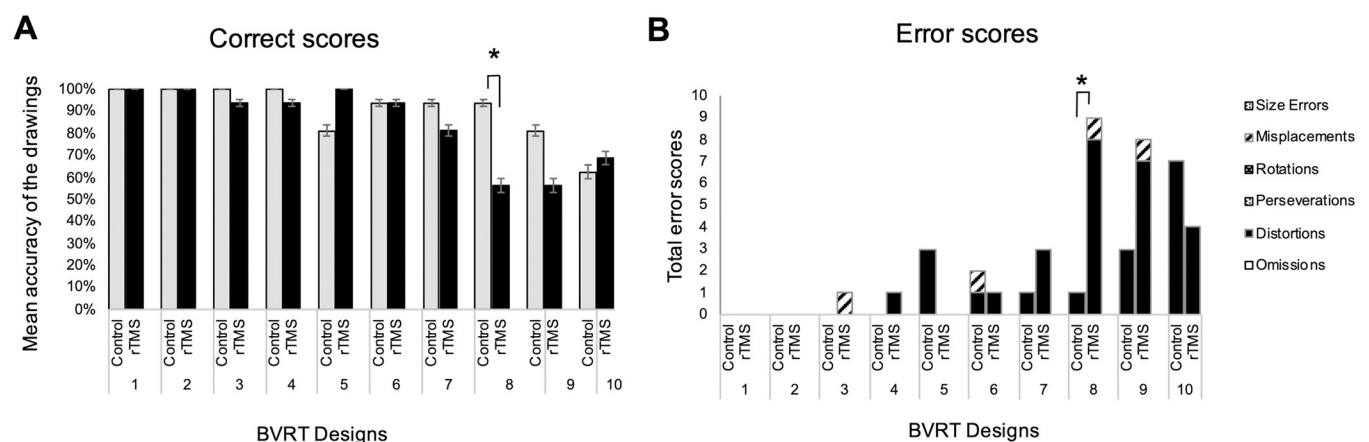 A
Correct scores
*
Mean accuracy of the drawings
100%
90%
80%
70%
60%
50%
40%
30%
20%
10%
0%
Control rTMS Control rTMS Control rTMS Control rTMS Control rTMS Control rTMS Control rTMS Control rTMS Control rTMS Control rTMS
1 2 3 4 5 6 7 8 9 10
BVRT Designs
B
Error scores
*
Total error scores
10
9
8
7
6
5
4
3
2
1
0
Control rTMS Control rTMS Control rTMS Control rTMS Control rTMS Control rTMS Control rTMS Control rTMS Control rTMS Control rTMS
1 2 3 4 5 6 7 8 9 10
BVRT Designs
Size Errors
Misplacements
Rotations
Perseverations
Distortions
Omissions